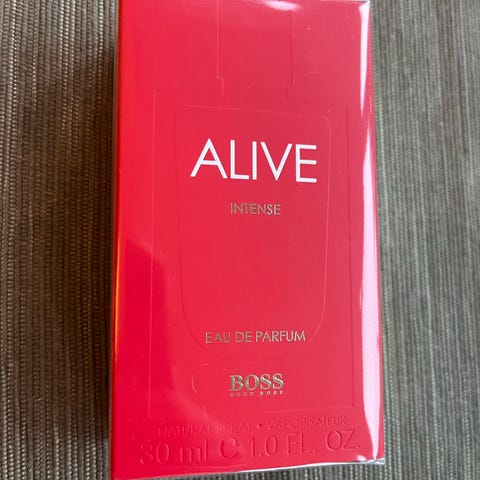 ALIVE
INTENSE
EAU DE PARFUM
BOSS
HUGO BOSS
NATURAL SPRAY • VAPORISATEUR
30 ml ℮ 1.0 FL. OZ.